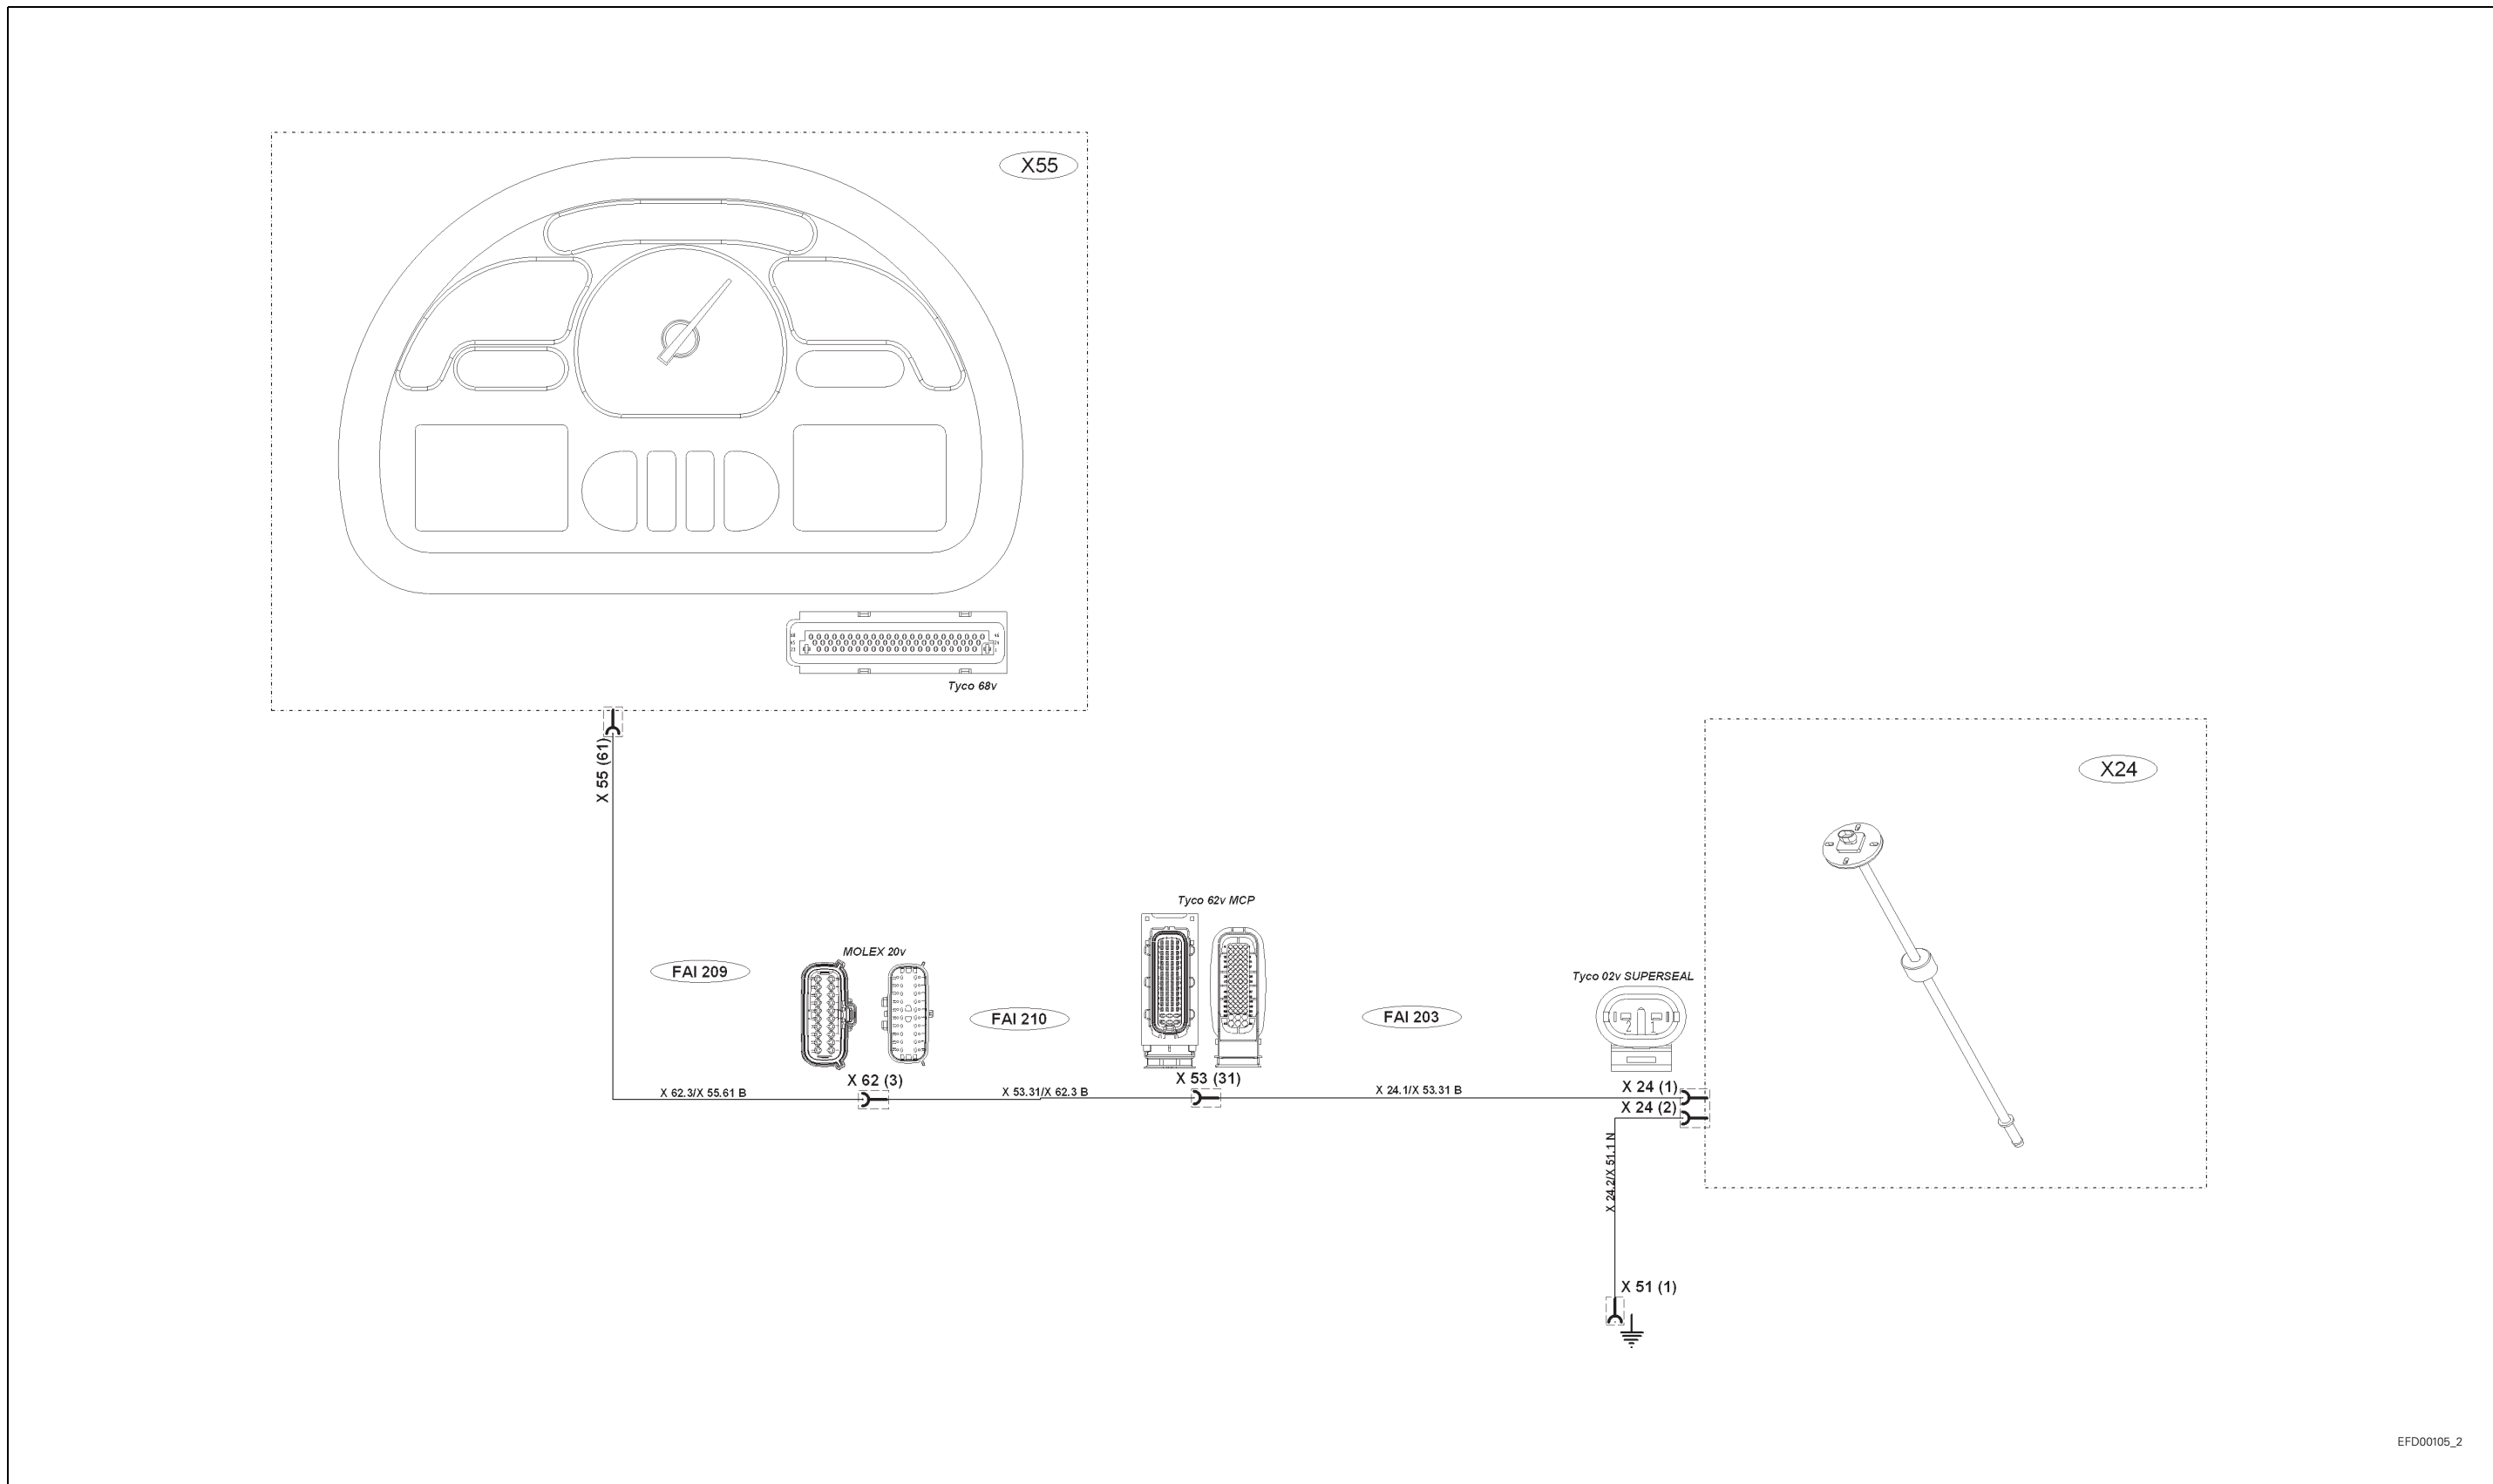 X55
Tyco 68v
X 55 (61)
X24
Tyco 62v MCP
MOLEX 20v
FAI 209
Tyco 02v SUPERSEAL
FAI 210
FAI 203
2
1
X 62 (3)
X 53 (31)
X 24 (1)
X 62.3/X 55.61 B
X 53.31/X 62.3 B
X 24.1/X 53.31 B
X 24 (2)
X 24.2/X 51.1 N
X 51 (1)
EFD00105_2